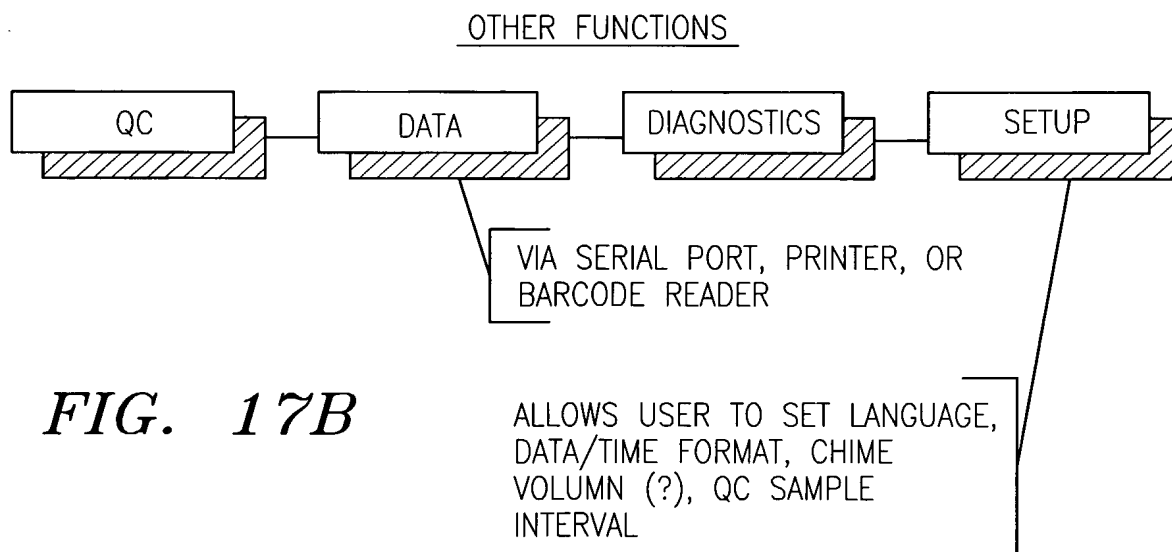 OTHER FUNCTIONS
QC
DATA
DIAGNOSTICS
SETUP
VIA SERIAL PORT, PRINTER, OR
BARCODE READER
FIG. 17B
ALLOWS USER TO SET LANGUAGE,
DATA/TIME FORMAT, CHIME
VOLUMN (?), QC SAMPLE
INTERVAL